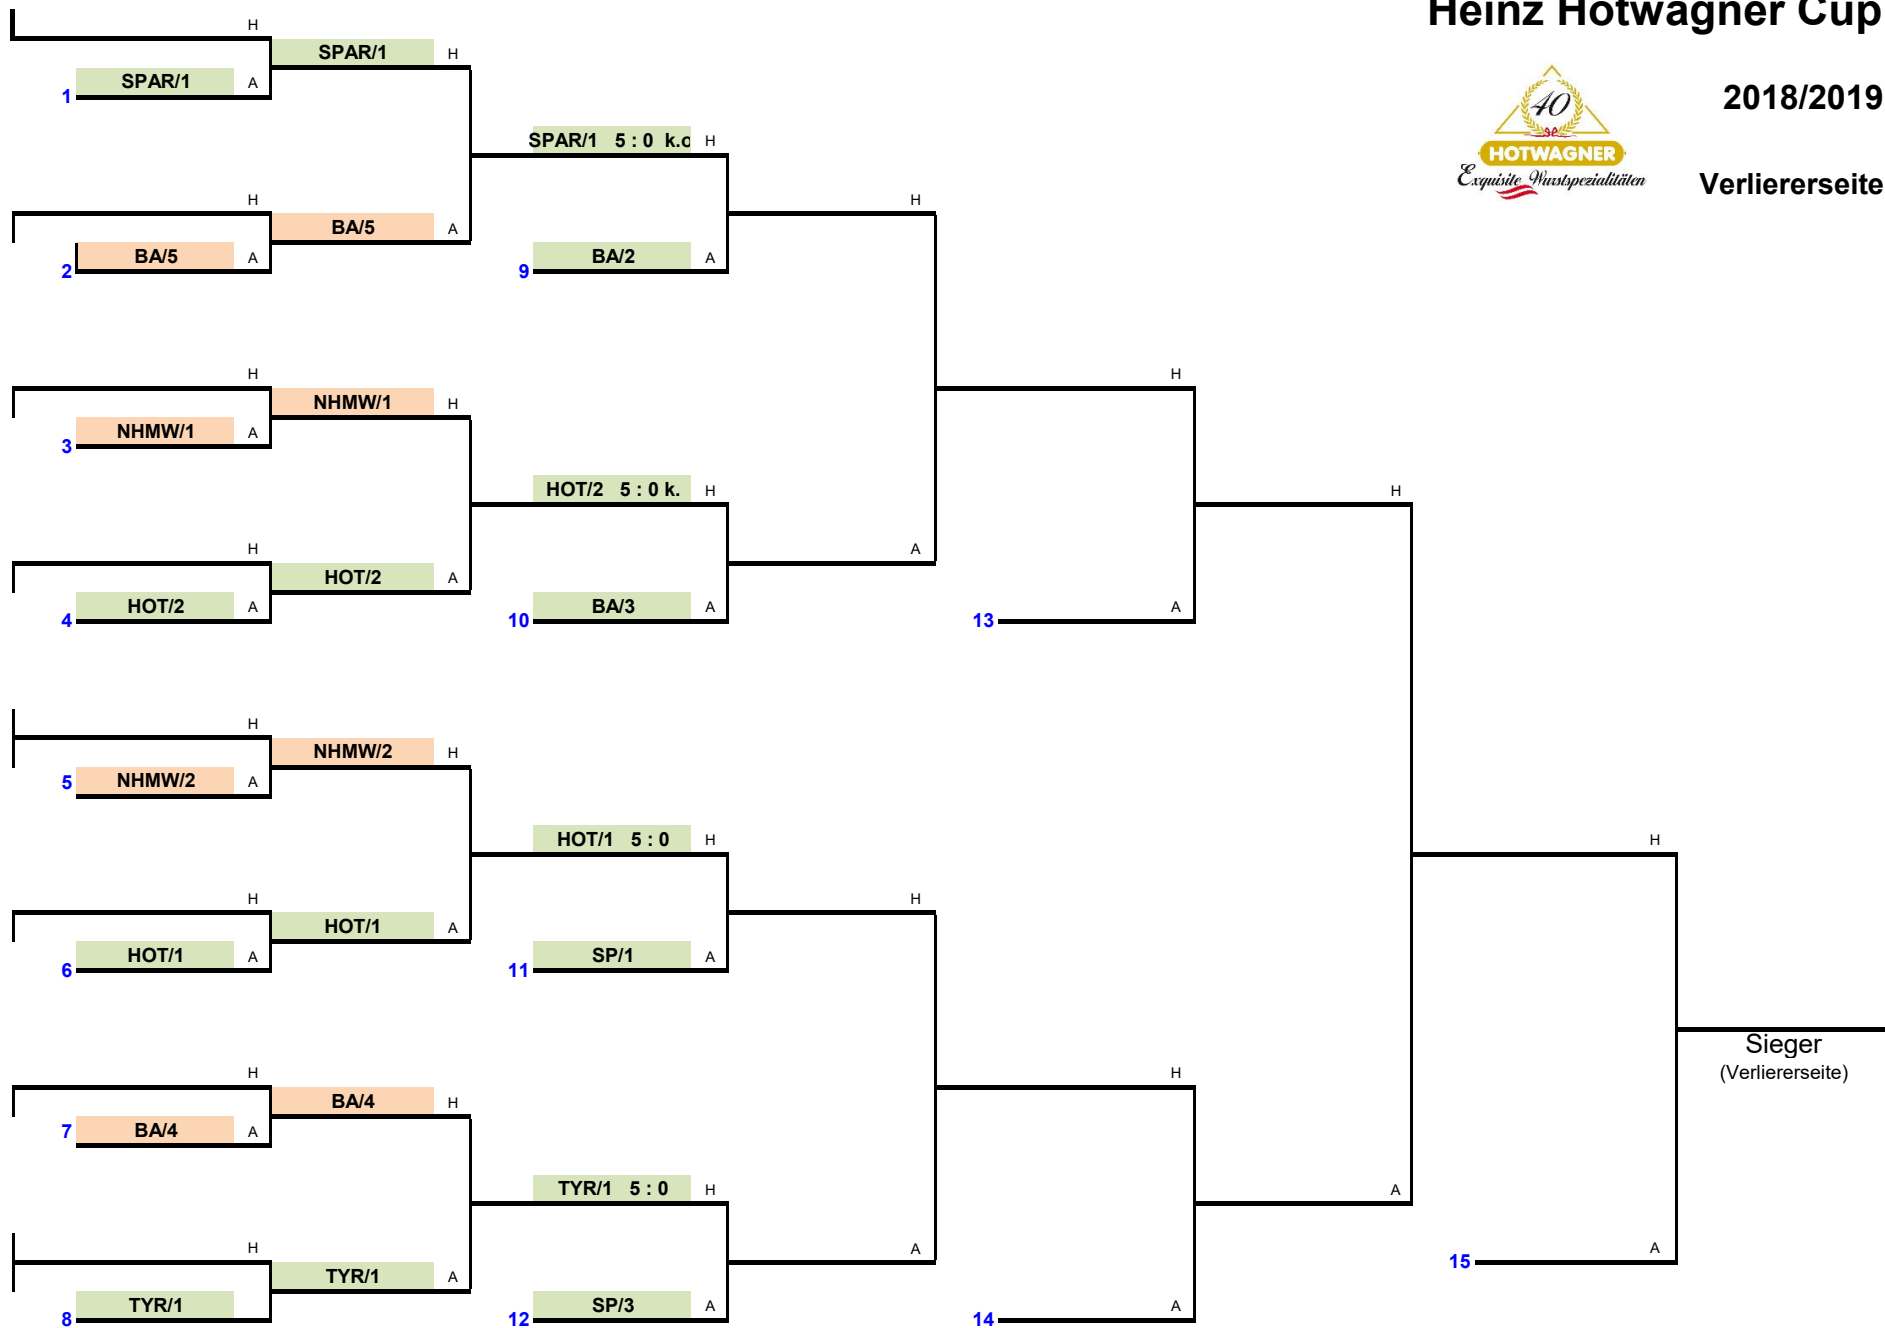 Heinz Hotwagner Cup
H
SPAR/1 H
SPAR/1 A
1
40
2018/2019
SPAR/1 5 : 0 k.o H
HOTWAGNER
Exquisite Wurstspezialitäten
Verliererseite
H
H
BA/5 A
BA/5 A
BA/2 A
2
9
H
H
NHMW/1 H
NHMW/1 A
3
HOT/2 5 : 0 k. H
H
H
A
HOT/2 A
HOT/2 A
BA/3 A
A
4
10
13
H
NHMW/2 H
5 NHMW/2 A
HOT/1 5 : 0 H
H
H
H
HOT/1 A
HOT/1 A
SP/1 A
6
11
Sieger
(Verliererseite)
H
H
BA/4 H
7 BA/4 A
TYR/1 5 : 0 H
A
H
A
A
15
TYR/1 A
TYR/1
SP/3 A
A
8
12
14